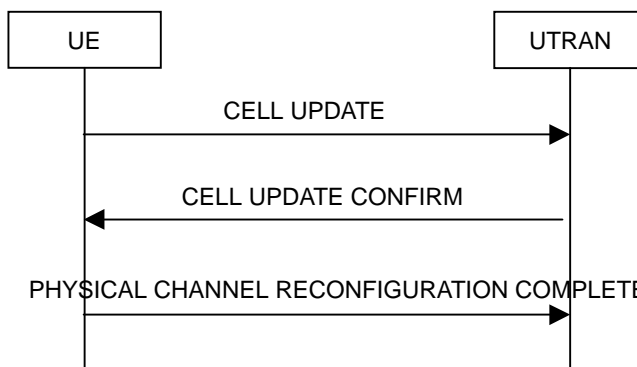 UE
UTRAN
CELL UPDATE
CELL UPDATE CONFIRM
PHYSICAL CHANNEL RECONFIGURATION COMPLETE